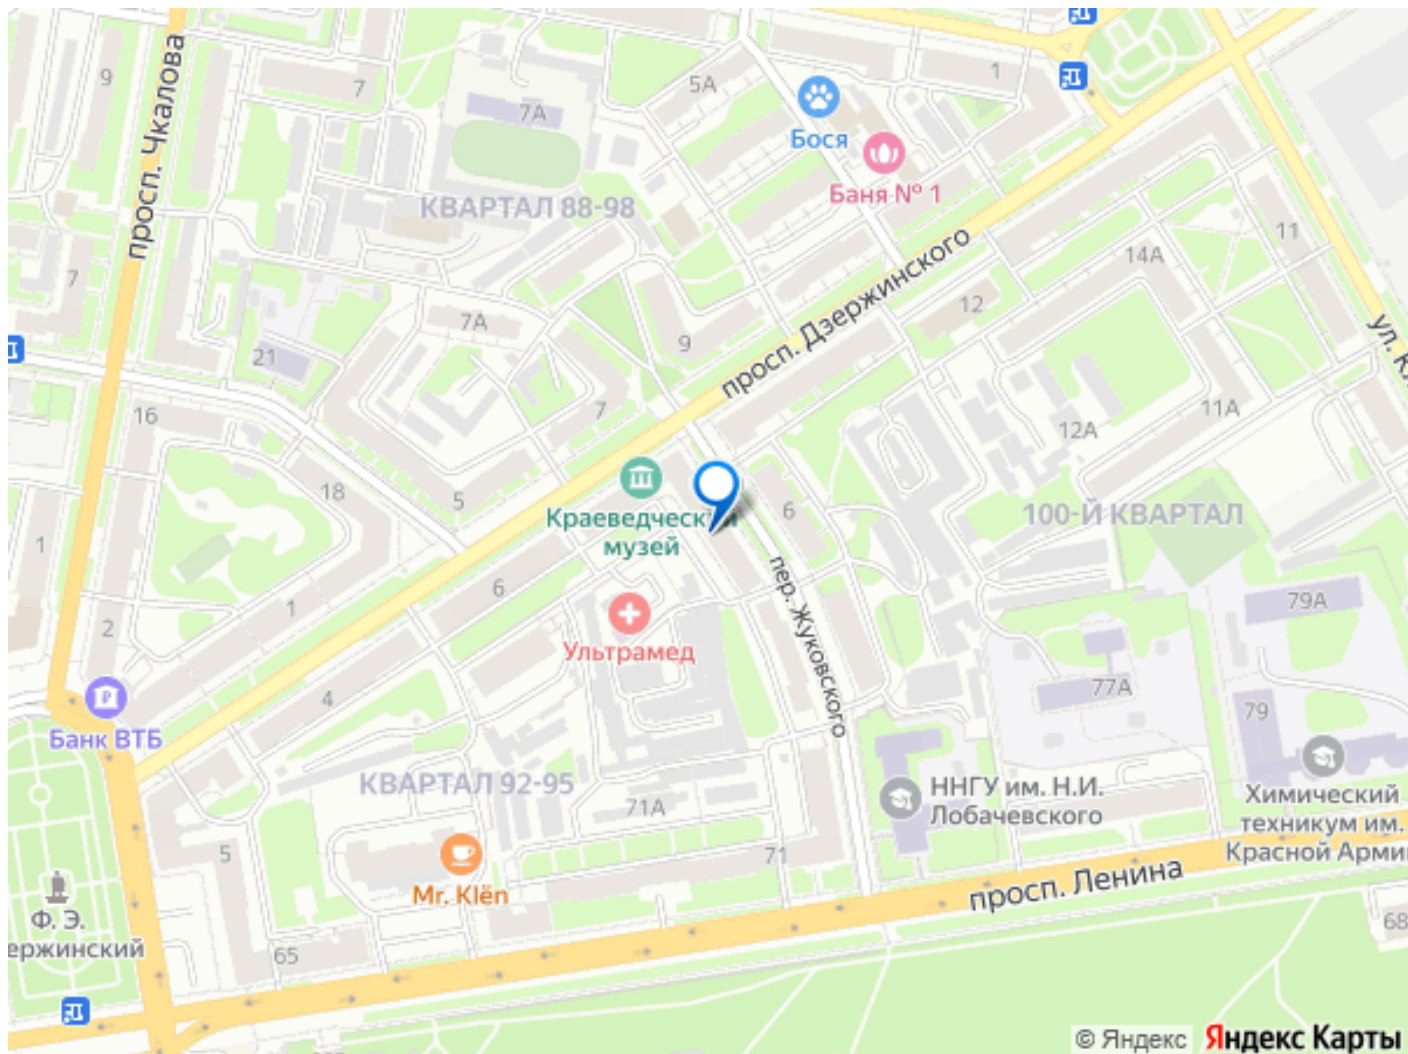 просп. Чкалова
9
7
7А
5А
1
Бося
Баня № 1
КВАРТАЛ 88-98
7
просп. Дзержинского
11
14А
12
7А
9
21
ул. К
16
7
11А
12А
18
5
Краеведческий
музей
6
100-Й КВАРТАЛ
1
6
пер. Жуковского
79А
1
2
Ультрамед
77А
4
79
Банк ВТБ
КВАРТАЛ 92-95
71А
ННГУ им. Н.И.
Лобачевского
Химический
техникум им.
Красной Арми
5
71
Mr. Klёn
просп. Ленина
Ф. Э.
ержинский
65
68
© Яндекс Яндекс Карты